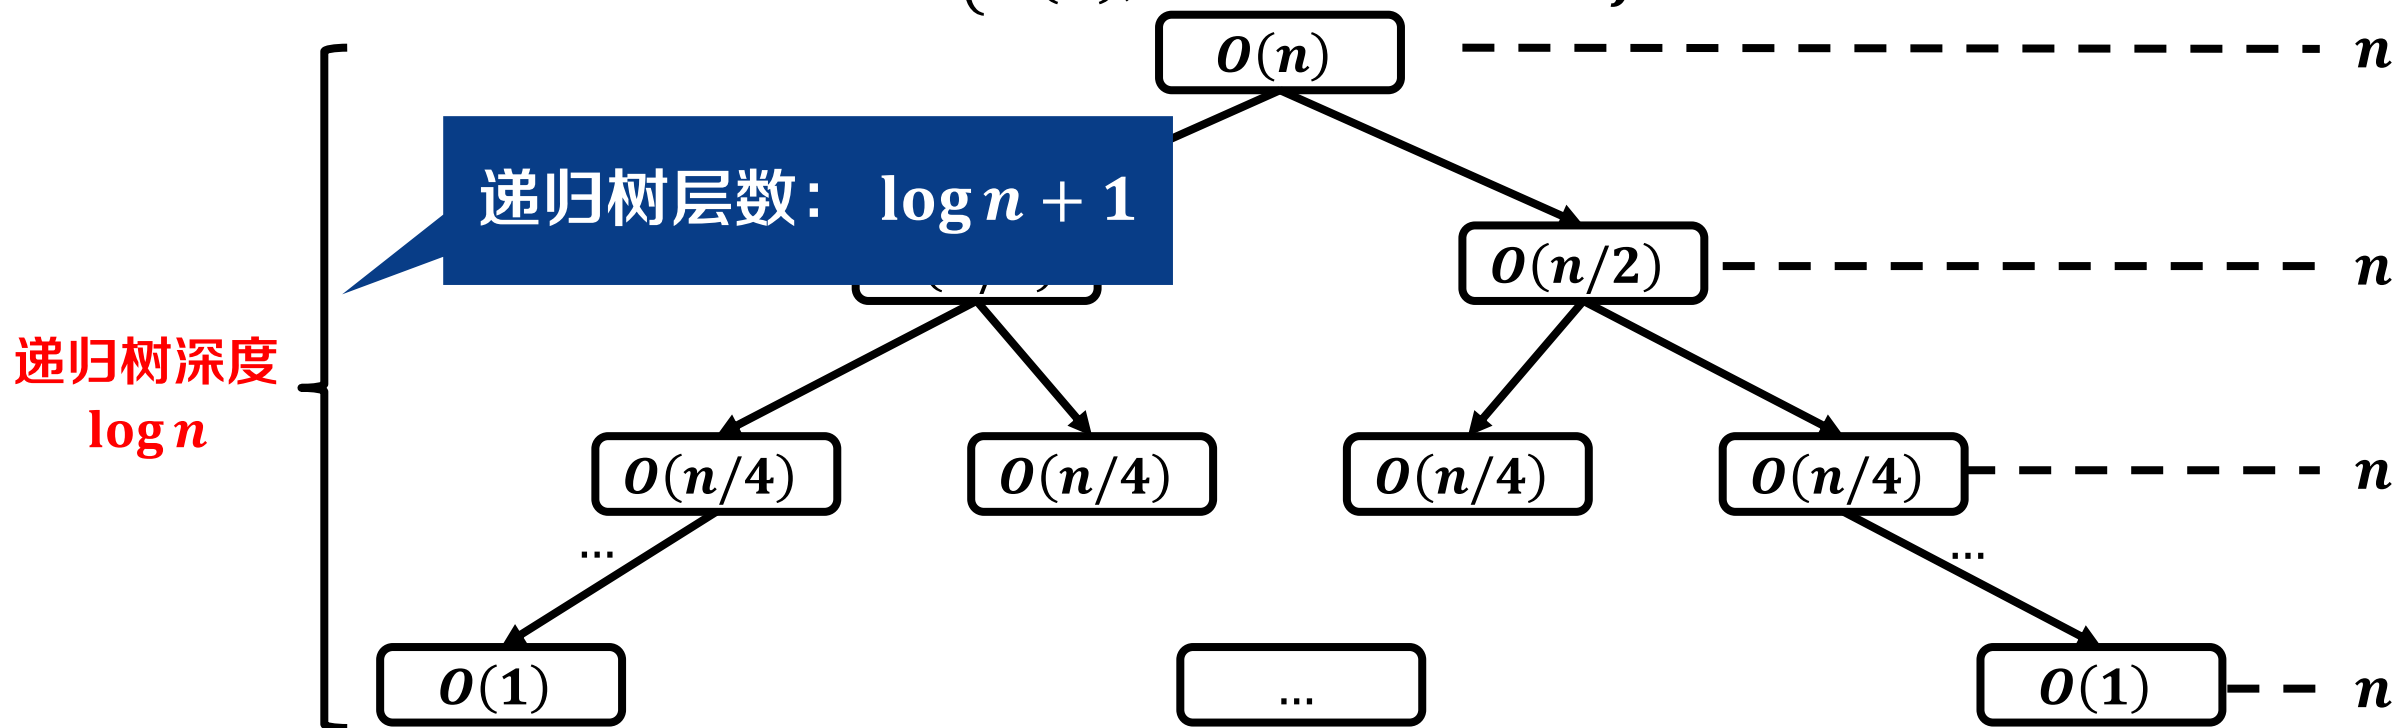 O(n) n
递归树层数： log n + 1
O(n/2) n
递归树深度
log n
O(n/4) O(n/4) O(n/4) O(n/4) n
... ...
O(1) ... O(1) n